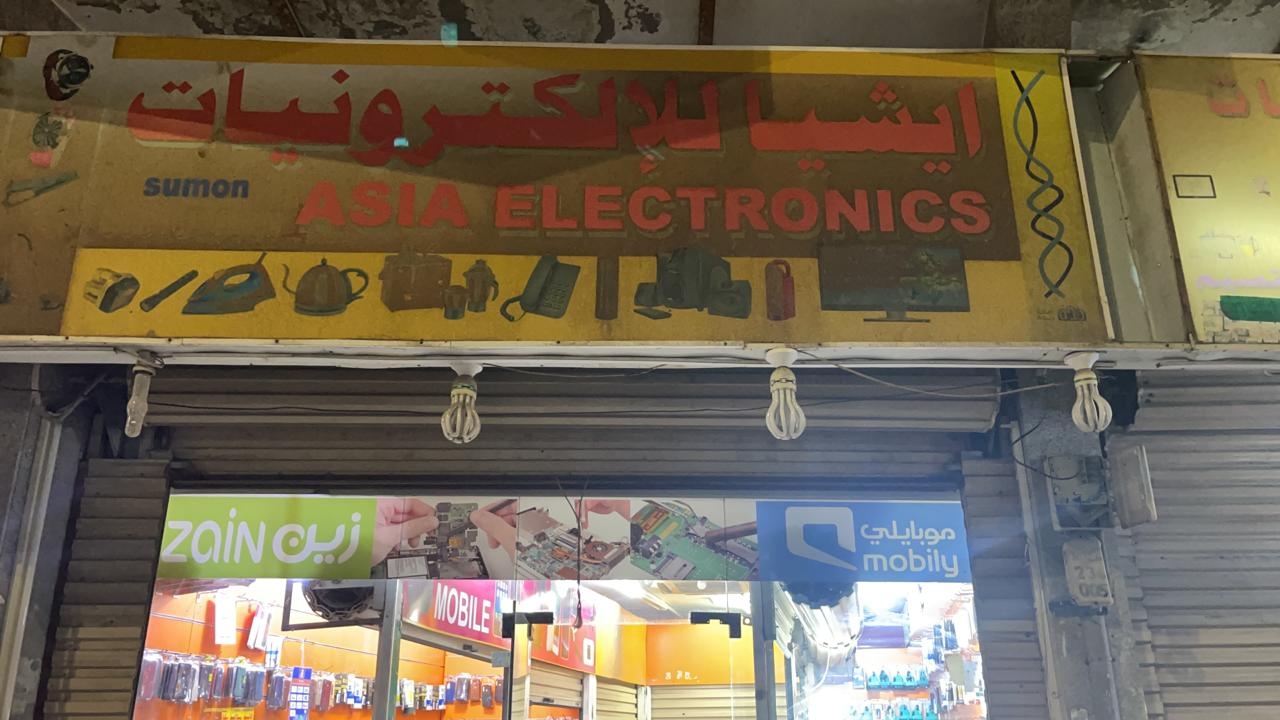 ايشيا للإلكترونيات
sumon
ASIA ELECTRONICS
zain زين
موبايلي
mobily
MOBILE